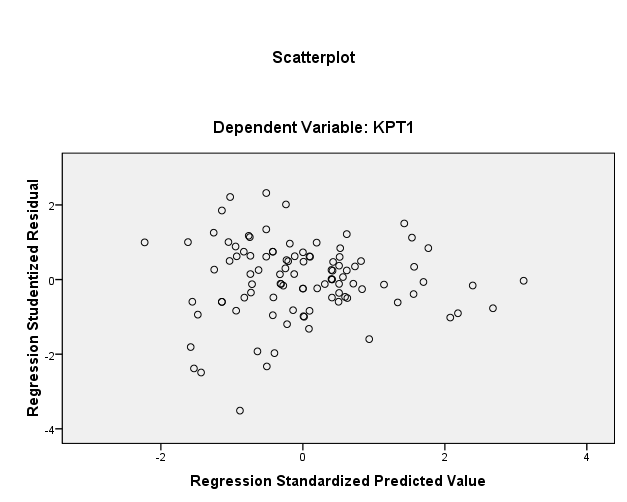 Scatterplot
Dependent Variable: KPT1
Regression Studentized Residual
2
0
-2
-4
-2
0
2
4
Regression Standardized Predicted Value